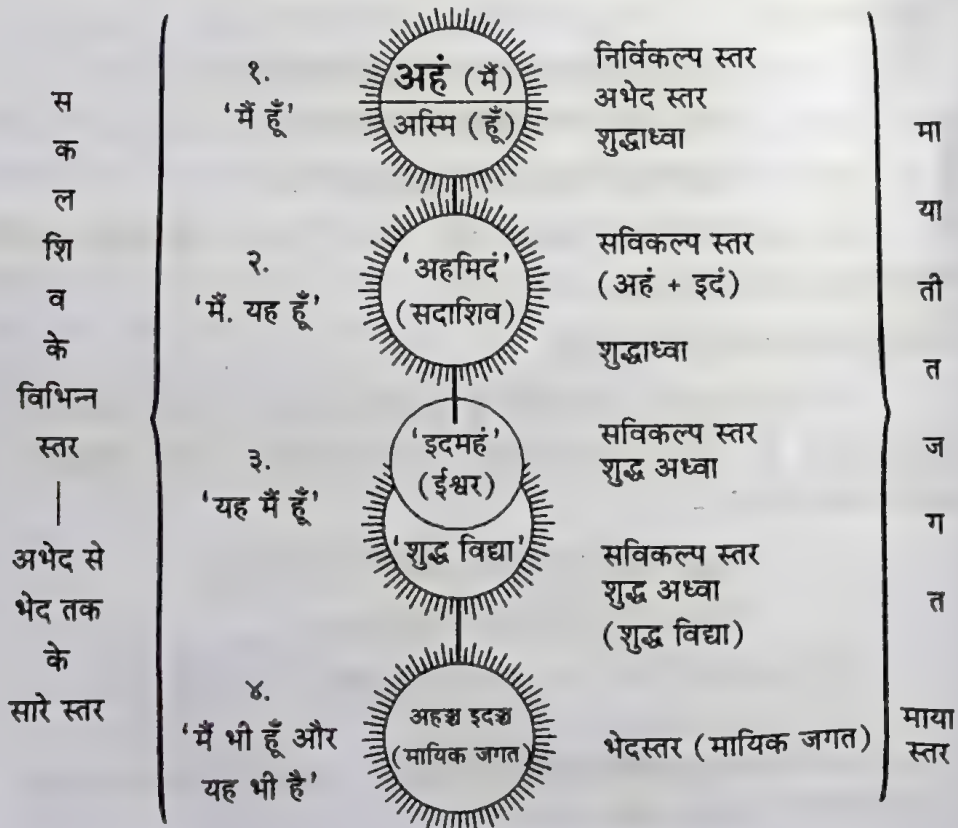 स
क
ल
शि
व
के
विभिन्न
स्तर
|
अभेद से
भेद तक
के
सारे स्तर
१.
'मैं हूँ'
अहं (मैं)
अस्मि (हूँ)
निर्विकल्प स्तर
अभेद स्तर
शुद्धाध्वा
२.
'मैं. यह हूँ'
'अहमिदं'
(सदाशिव)
सविकल्प स्तर
(अहं + इदं)
शुद्धाध्वा
३.
'यह मैं हूँ'
'इदमहं'
(ईश्वर)
सविकल्प स्तर
शुद्ध अध्वा
'शुद्ध विद्या'
सविकल्प स्तर
शुद्ध अध्वा
(शुद्ध विद्या)
४.
'मैं भी हूँ और
यह भी है'
अहञ्च इदञ्च
(मायिक जगत)
भेदस्तर (मायिक जगत)
मा
या
ती
त
ज
ग
त
माया
स्तर